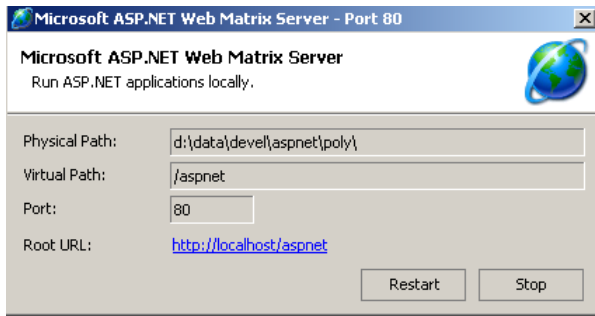 Microsoft ASP.NET Web Matrix Server - Port 80
Microsoft ASP.NET Web Matrix Server
Run ASP.NET applications locally.
Physical Path: d:\data\devel\aspnet\poly\
Virtual Path: /aspnet
Port: 80
Root URL: http://localhost/aspnet
Restart Stop